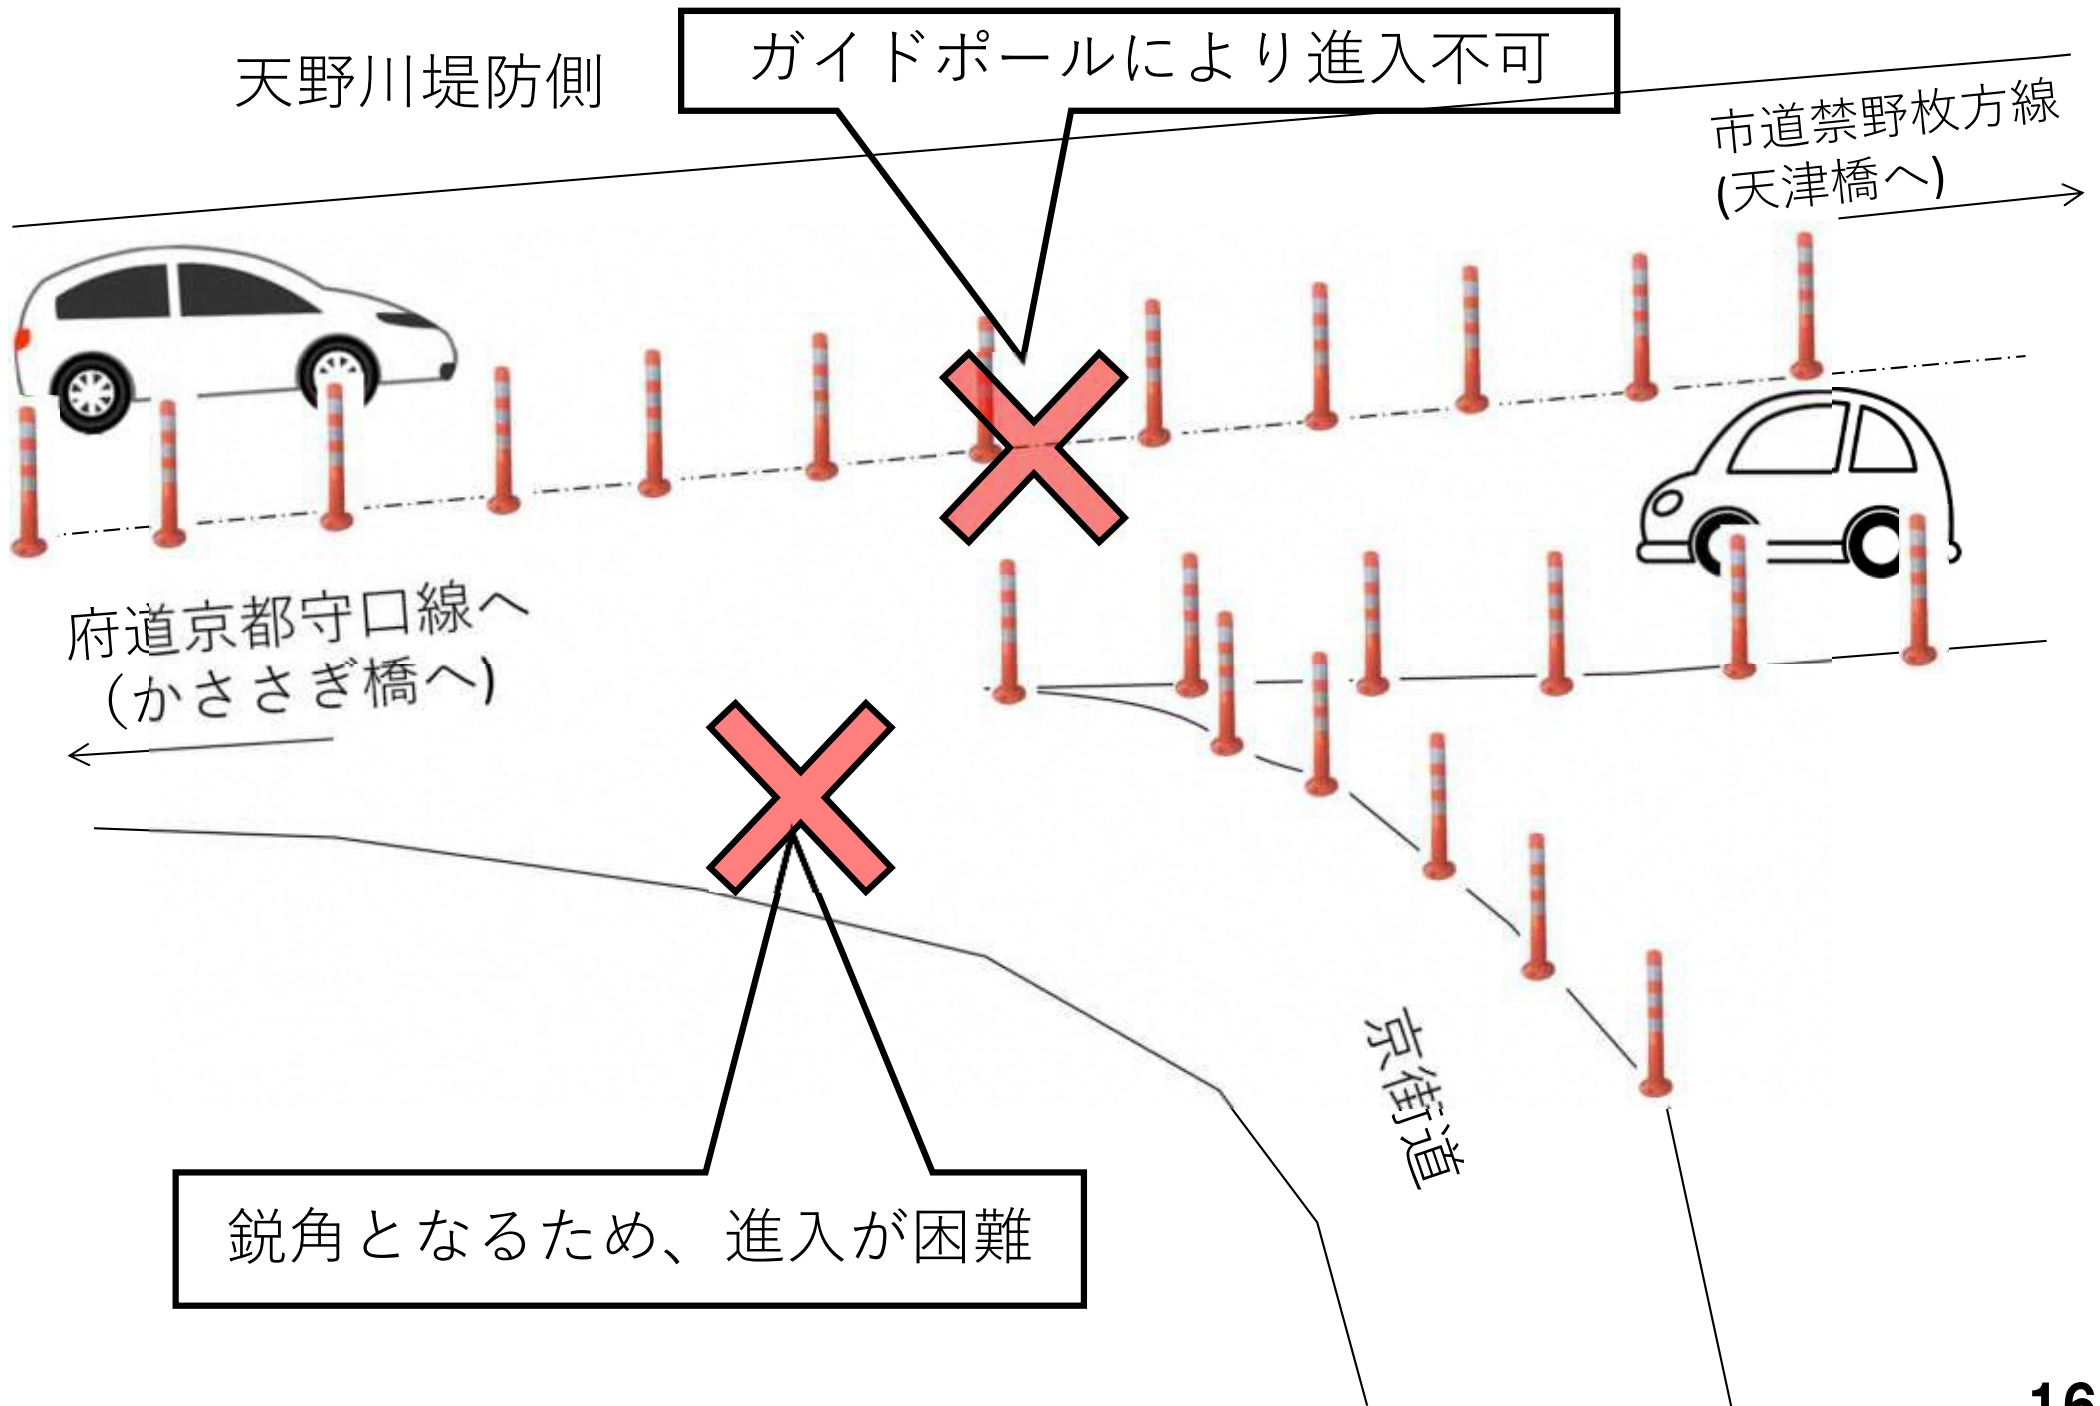 天野川堤防側
ガイドポールにより進入不可
市道禁野枚方線
(天津橋へ)
府道京都守口線へ
（かささぎ橋へ)
京街道
鋭角となるため、進入が困難
16